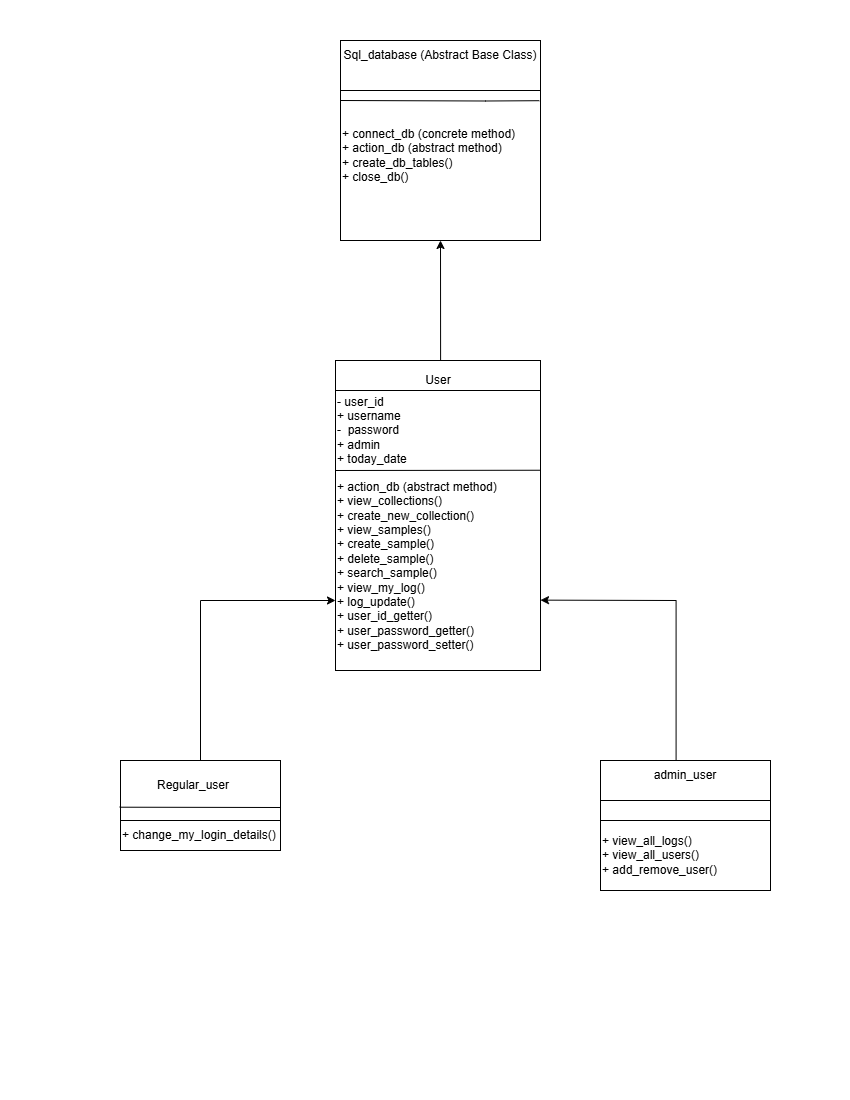 Sql_database (Abstract Base Class)
+ connect_db (concrete method)
+ action_db (abstract method)
+ create_db_tables()
+ close_db()
User
- user_id
+ username
-  password
+ admin
+ today_date
+ action_db (abstract method)
+ view_collections()
+ create_new_collection()
+ view_samples()
+ create_sample()
+ delete_sample()
+ search_sample()
+ view_my_log()
+ log_update()
+ user_id_getter()
+ user_password_getter()
+ user_password_setter()
Regular_user
+ change_my_login_details()
admin_user
+ view_all_logs()
+ view_all_users()
+ add_remove_user()